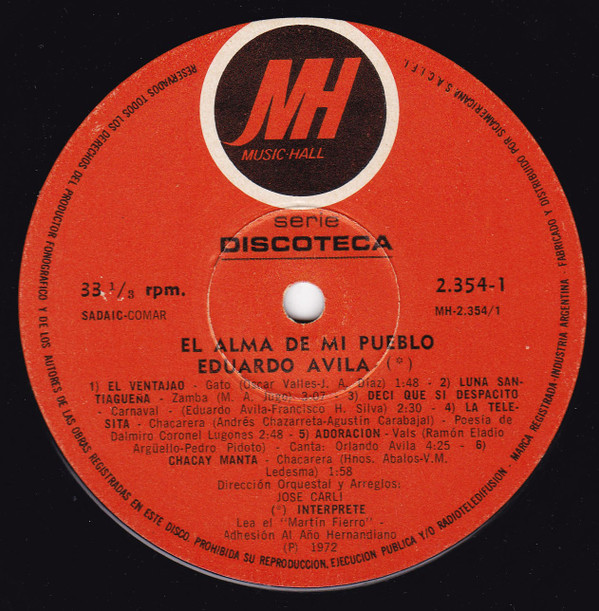 MH
MUSIC-HALL
serie
DISCOTECA
33 1/3 rpm.
2.354-1
SADAIC-COMAR
MH-2.354/1
EL ALMA DE MI PUEBLO
EDUARDO AVILA (°)
1) EL VENTAJAO - Gato (Oscar Valles-J. A. Díaz) 1:48 - 2) LUNA SAN-
TIAGUEÑA - Zamba (M. A. Jugo) 3:07 - 3) DECI QUE SI DESPACITO
Carnaval - (Eduardo Avila-Francisco H. Silva) 2:30 - 4) LA TELE-
SITA - Chacarera (Andrés Chazarreta-Agustín Carabajal) - Poesía de
Dalmiro Coronel Lugones 2:48 - 5) ADORACION - Vals (Ramón Eladio
Argüello-Pedro Pidoto) - Canta: Orlando Avila 4:25 - 6)
CHACAY MANTA - Chacarera (Hnos. Abalos-V.M.
Ledesma) 1:58
Dirección Orquestal y Arreglos:
JOSE CARLI
(°) INTERPRETE
Lea el "Martín Fierro" -
Adhesión Al Año Hernandiano
(P) 1972
RESERVADOS TODOS LOS DERECHOS DEL PRODUCTOR FONOGRAFICO Y DE LOS AUTORES DE LAS OBRAS REGISTRADAS EN ESTE DISCO. PROHIBIDA SU REPRODUCCION, EJECUCION PUBLICA Y/O RADIOTELEDIFUSION - MARCA REGISTRADA-INDUSTRIA ARGENTINA FABRICADO Y DISTRIBUIDO POR SICAMERICANA S.A.C.I.F.I.